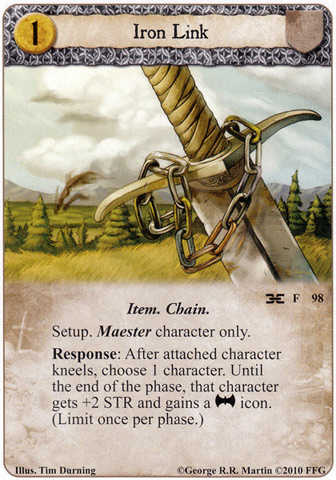 1
Iron Link
F 98
Item. Chain.
Setup. Maester character only.
Response: After attached character
kneels, choose 1 character. Until
the end of the phase, that character
gets +2 STR and gains a icon.
(Limit once per phase.)
Illus. Tim Durning ©George R.R. Martin ©2010 FFG